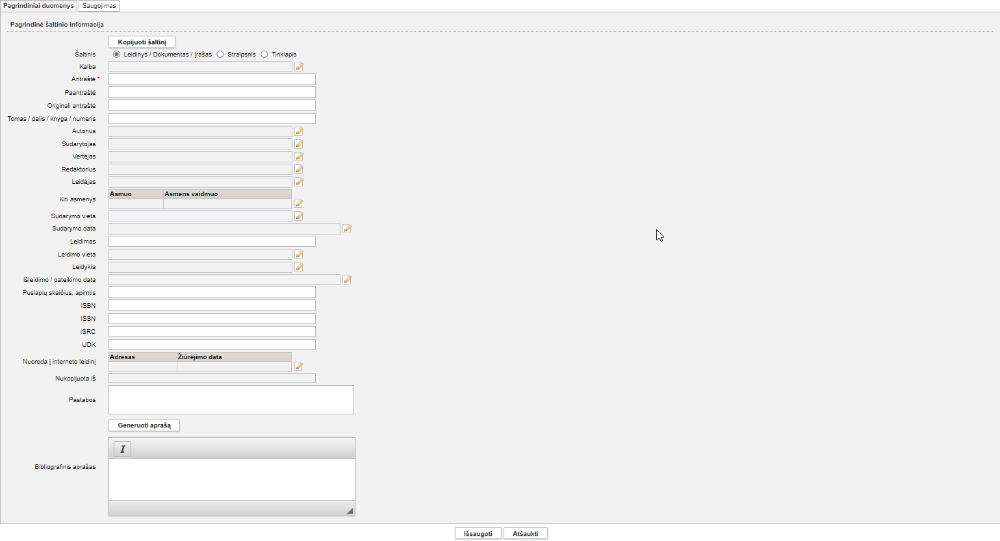 Pagrindiniai duomenys Saugojimas
Pagrindinė šaltinio informacija
Kopijuoti šaltinį
Šaltinis Leidinys / Dokumentas / Įrašas Straipsnis Tinklapis
Kalba
Antraštė *
Paantraštė
Originali antraštė
Tomas / dalis / knyga / numeris
Autorius
Sudarytojas
Vertėjas
Redaktorius
Leidėjas
Kiti asmenys Asmuo Asmens vaidmuo
Sudarymo vieta
Sudarymo data
Leidimas
Leidimo vieta
Leidykla
Išleidimo / pateikimo data
Puslapių skaičius, apimtis
ISBN
ISSN
ISRC
UDK
Nuoroda į interneto leidinį Adresas Žiūrėjimo data
Nukopijuota iš
Pastabos
Generuoti aprašą
I
Bibliografinis aprašas
Išsaugoti Atšaukti